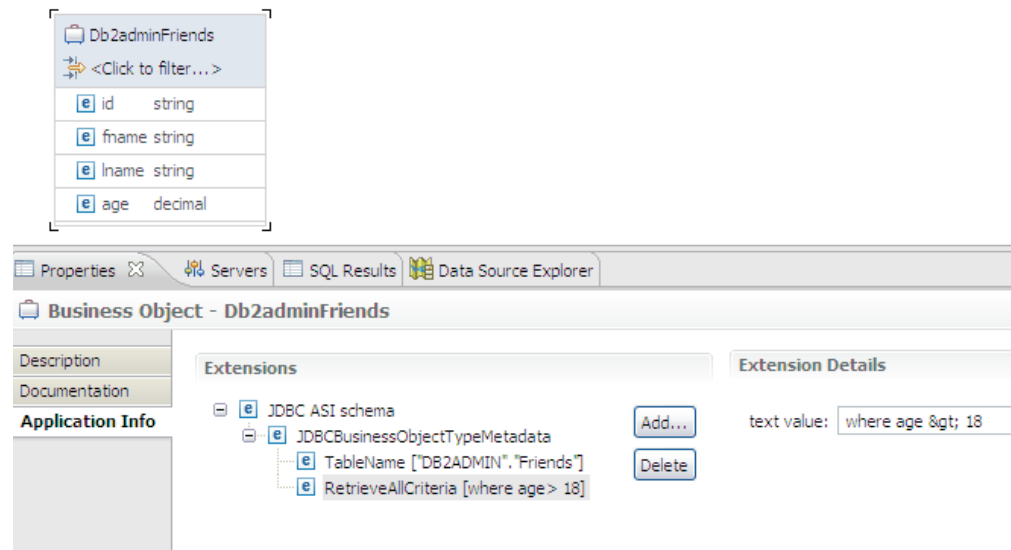 Db2adminFriends
<Click to filter...>
e id string
e fname string
e lname string
e age decimal
Properties Servers SQL Results Data Source Explorer
Business Object - Db2adminFriends
Description
Documentation
Application Info
Extensions
e JDBC ASI schema
e JDBCBusinessObjectTypeMetadata
e TableName ["DB2ADMIN"."Friends"]
e RetrieveAllCriteria [where age> 18]
Add...
Delete
Extension Details
text value: where age &gt; 18